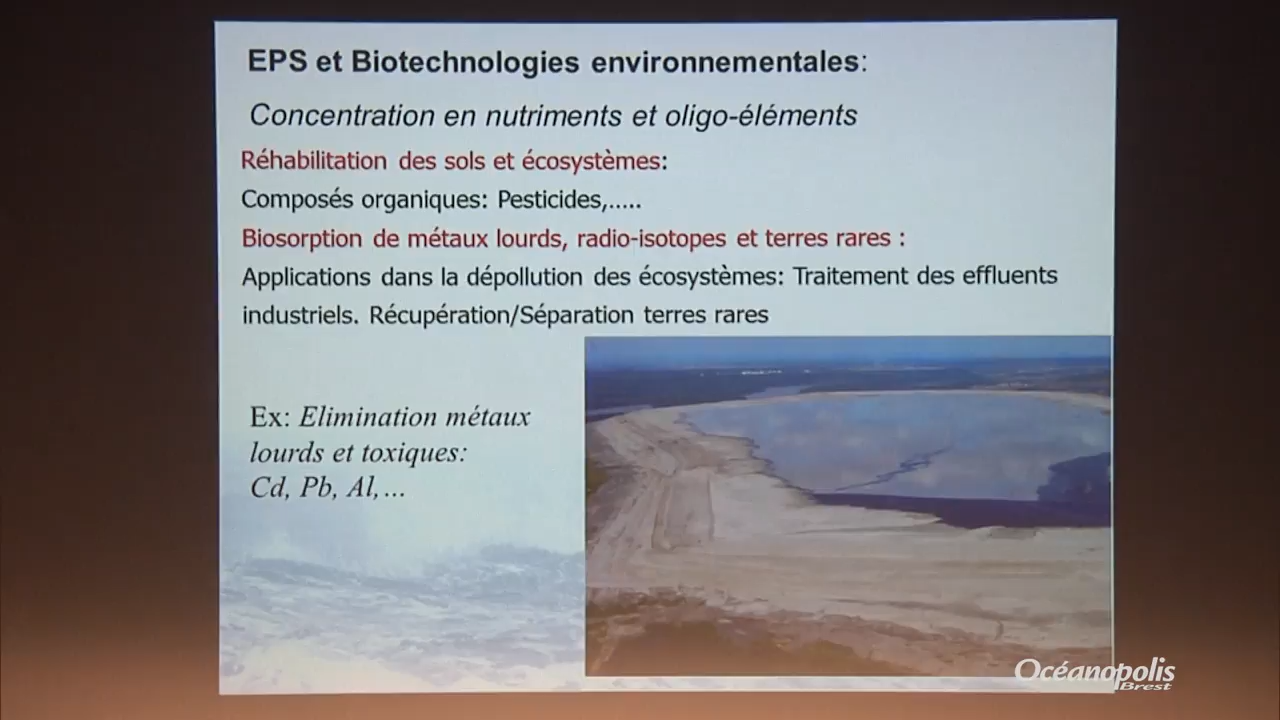 EPS et Biotechnologies environnementales:
Concentration en nutriments et oligo-éléments
Réhabilitation des sols et écosystèmes:
Composés organiques: Pesticides,.....
Biosorption de métaux lourds, radio-isotopes et terres rares :
Applications dans la dépollution des écosystèmes: Traitement des effluents
industriels. Récupération/Séparation terres rares
Ex: Elimination métaux
lourds et toxiques:
Cd, Pb, Al,...
Océanopolis
Brest